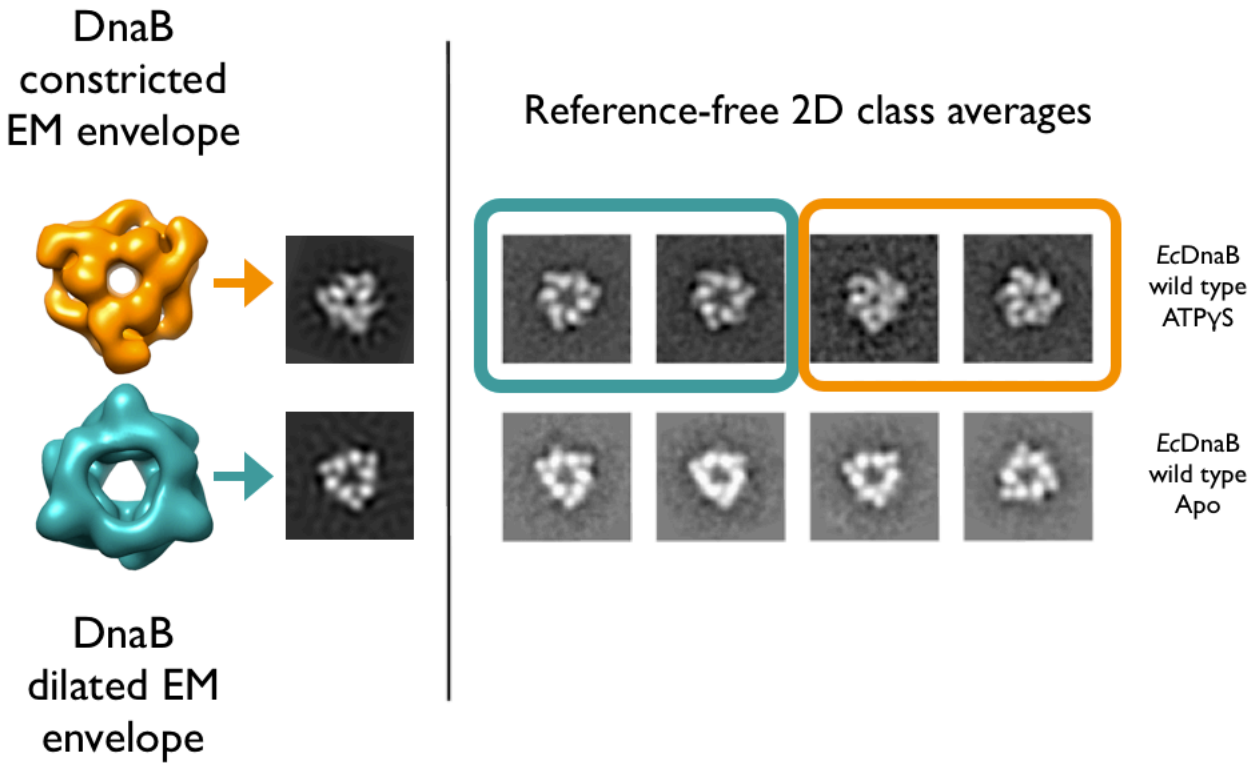 DnaB
constricted
EM envelope
Reference-free 2D class averages
EcDnaB
wild type
ATPγS
EcDnaB
wild type
Apo
DnaB
dilated EM
envelope